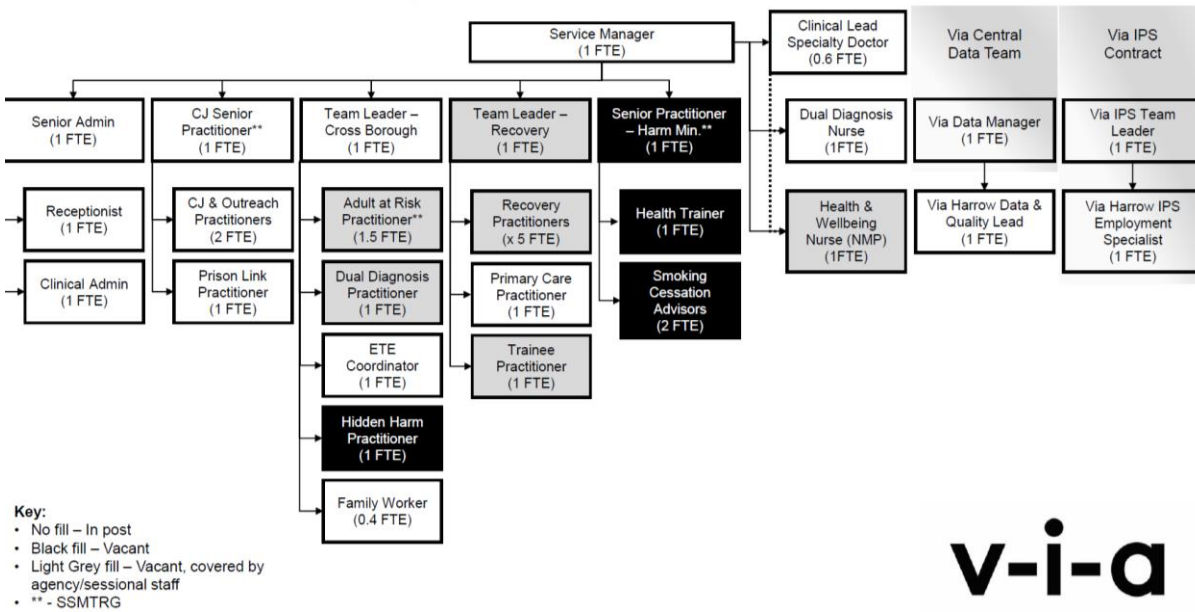 Service Manager
(1 FTE)
Clinical Lead
Specialty Doctor
(0.6 FTE)
Via Central
Data Team
Via IPS
Contract
Senior Admin
(1 FTE)
CJ Senior
Practitioner**
(1 FTE)
Team Leader –
Cross Borough
(1 FTE)
Team Leader –
Recovery
(1 FTE)
Senior Practitioner
– Harm Min.**
(1 FTE)
Dual Diagnosis
Nurse
(1FTE)
Via Data Manager
(1 FTE)
Via IPS Team
Leader
(1 FTE)
Receptionist
(1 FTE)
CJ & Outreach
Practitioners
(2 FTE)
Adult at Risk
Practitioner**
(1.5 FTE)
Recovery
Practitioners
(x 5 FTE)
Health Trainer
(1 FTE)
Health &
Wellbeing
Nurse (NMP)
(1FTE)
Via Harrow Data &
Quality Lead
(1 FTE)
Via Harrow IPS
Employment
Specialist
(1 FTE)
Clinical Admin
(1 FTE)
Prison Link
Practitioner
(1 FTE)
Dual Diagnosis
Practitioner
(1 FTE)
Primary Care
Practitioner
(1 FTE)
Smoking
Cessation
Advisors
(2 FTE)
ETE
Coordinator
(1 FTE)
Trainee
Practitioner
(1 FTE)
Hidden Harm
Practitioner
(1 FTE)
Family Worker
(0.4 FTE)
Key:
• No fill – In post
• Black fill – Vacant
• Light Grey fill – Vacant, covered by
agency/sessional staff
• ** - SSMTRG
v-i-a